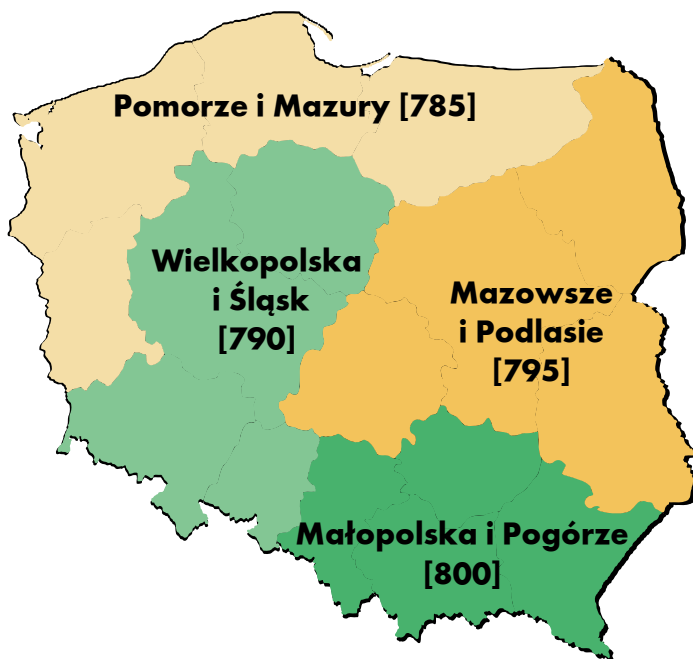 Pomorze i Mazury [785]
Wielkopolska
i Śląsk
[790]
Mazowsze
i Podlasie
[795]
Małopolska i Pogórze
[800]